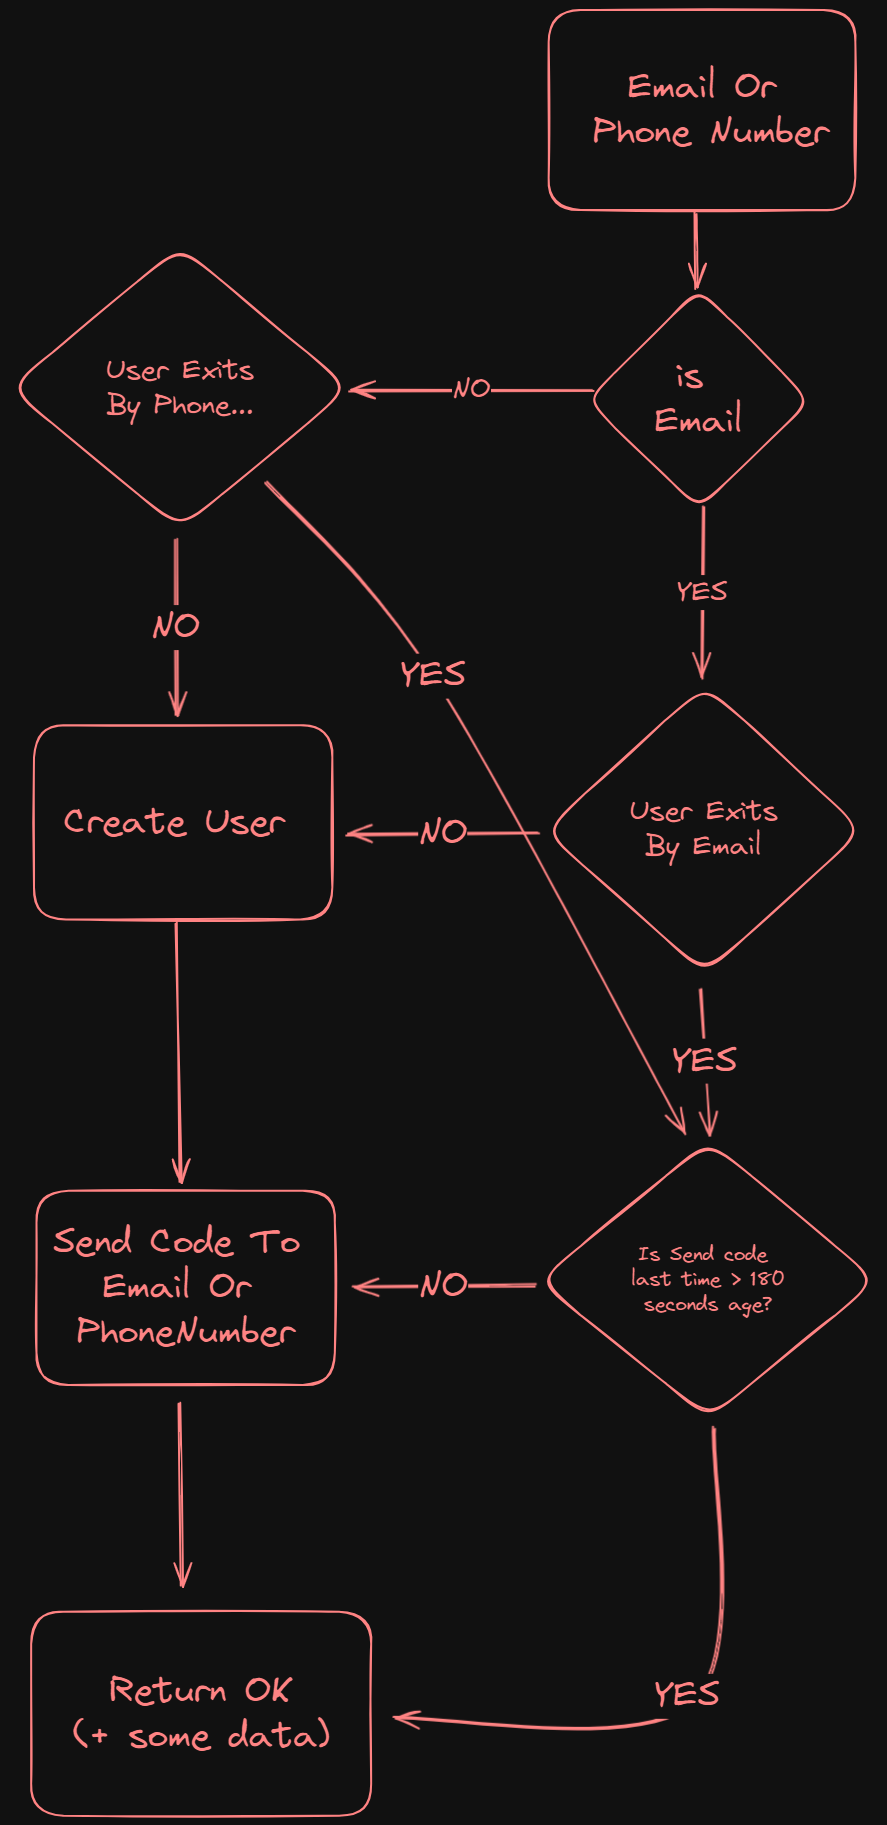 Email Or
Phone Number
is
Email
NO
User Exits
By Phone...
YES
NO
YES
User Exits
By Email
NO
Create User
YES
Is Send code
last time > 180
seconds age?
NO
Send Code To
Email Or
PhoneNumber
YES
Return OK
(+ some data)